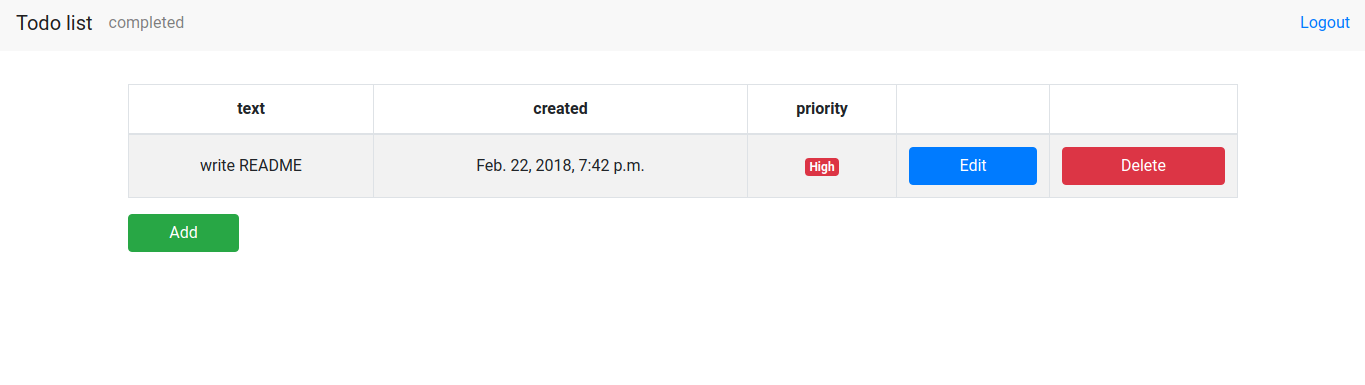 Todo list completed Logout
text created priority
write README Feb. 22, 2018, 7:42 p.m. High Edit Delete
Add